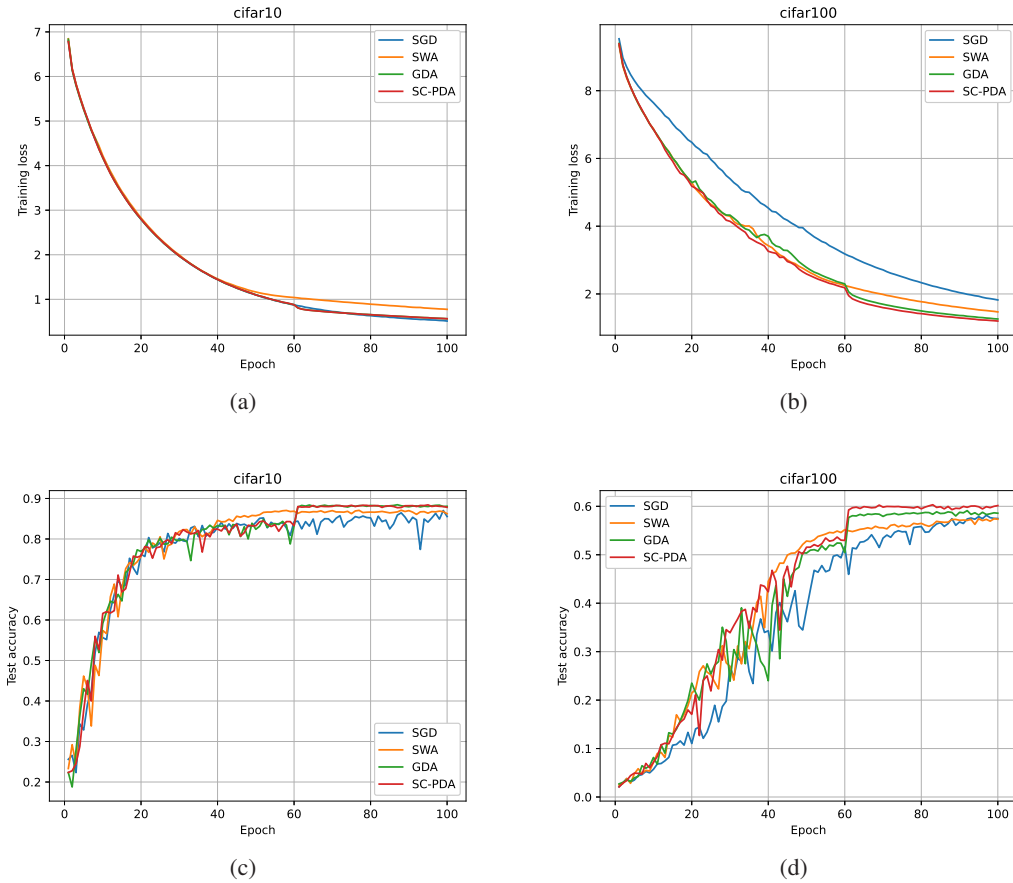 cifar10
7
6
5
4
3
2
1
0 20 40 60 80 100
Training loss
Epoch
SGD
SWA
GDA
SC-PDA
(a)
cifar100
8
6
4
2
0 20 40 60 80 100
Training loss
Epoch
SGD
SWA
GDA
SC-PDA
(b)
cifar10
0.9
0.8
0.7
0.6
0.5
0.4
0.3
0.2
0 20 40 60 80 100
Test accuracy
Epoch
SGD
SWA
GDA
SC-PDA
(c)
cifar100
0.6
0.5
0.4
0.3
0.2
0.1
0.0
0 20 40 60 80 100
Test accuracy
Epoch
SGD
SWA
GDA
SC-PDA
(d)